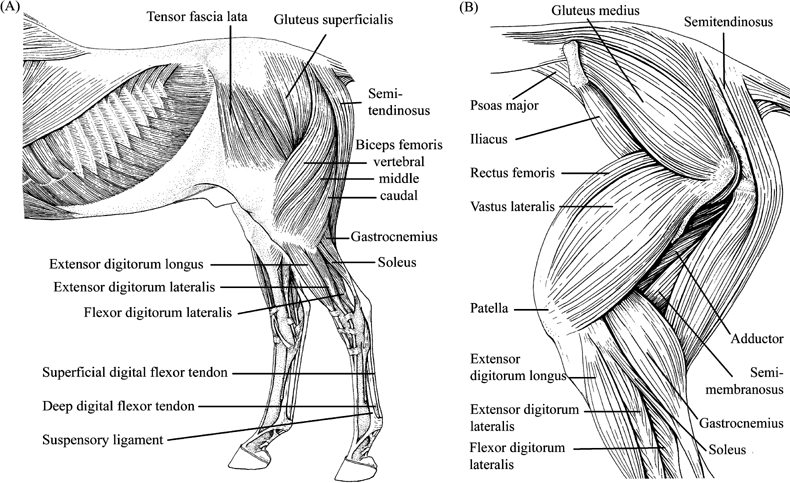 (A)
Tensor fascia lata
Gluteus superficialis
Semi-
tendinosus
Biceps femoris
vertebral
middle
caudal
Gastrocnemius
Soleus
Extensor digitorum longus
Extensor digitorum lateralis
Flexor digitorum lateralis
Superficial digital flexor tendon
Deep digital flexor tendon
Suspensory ligament
(B)
Gluteus medius
Semitendinosus
Psoas major
Iliacus
Rectus femoris
Vastus lateralis
Patella
Adductor
Semi-
membranosus
Extensor
digitorum longus
Gastrocnemius
Extensor digitorum
lateralis
Soleus
Flexor digitorum
lateralis